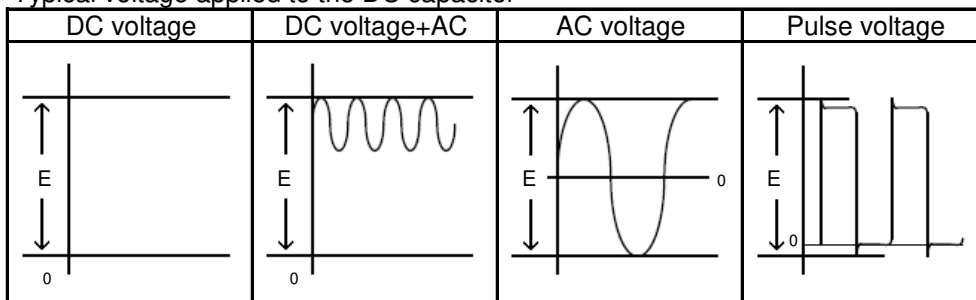 Typical voltage applied to the DC capacitor
DC voltage DC voltage+AC AC voltage Pulse voltage
E E E 0 E
0
0 0